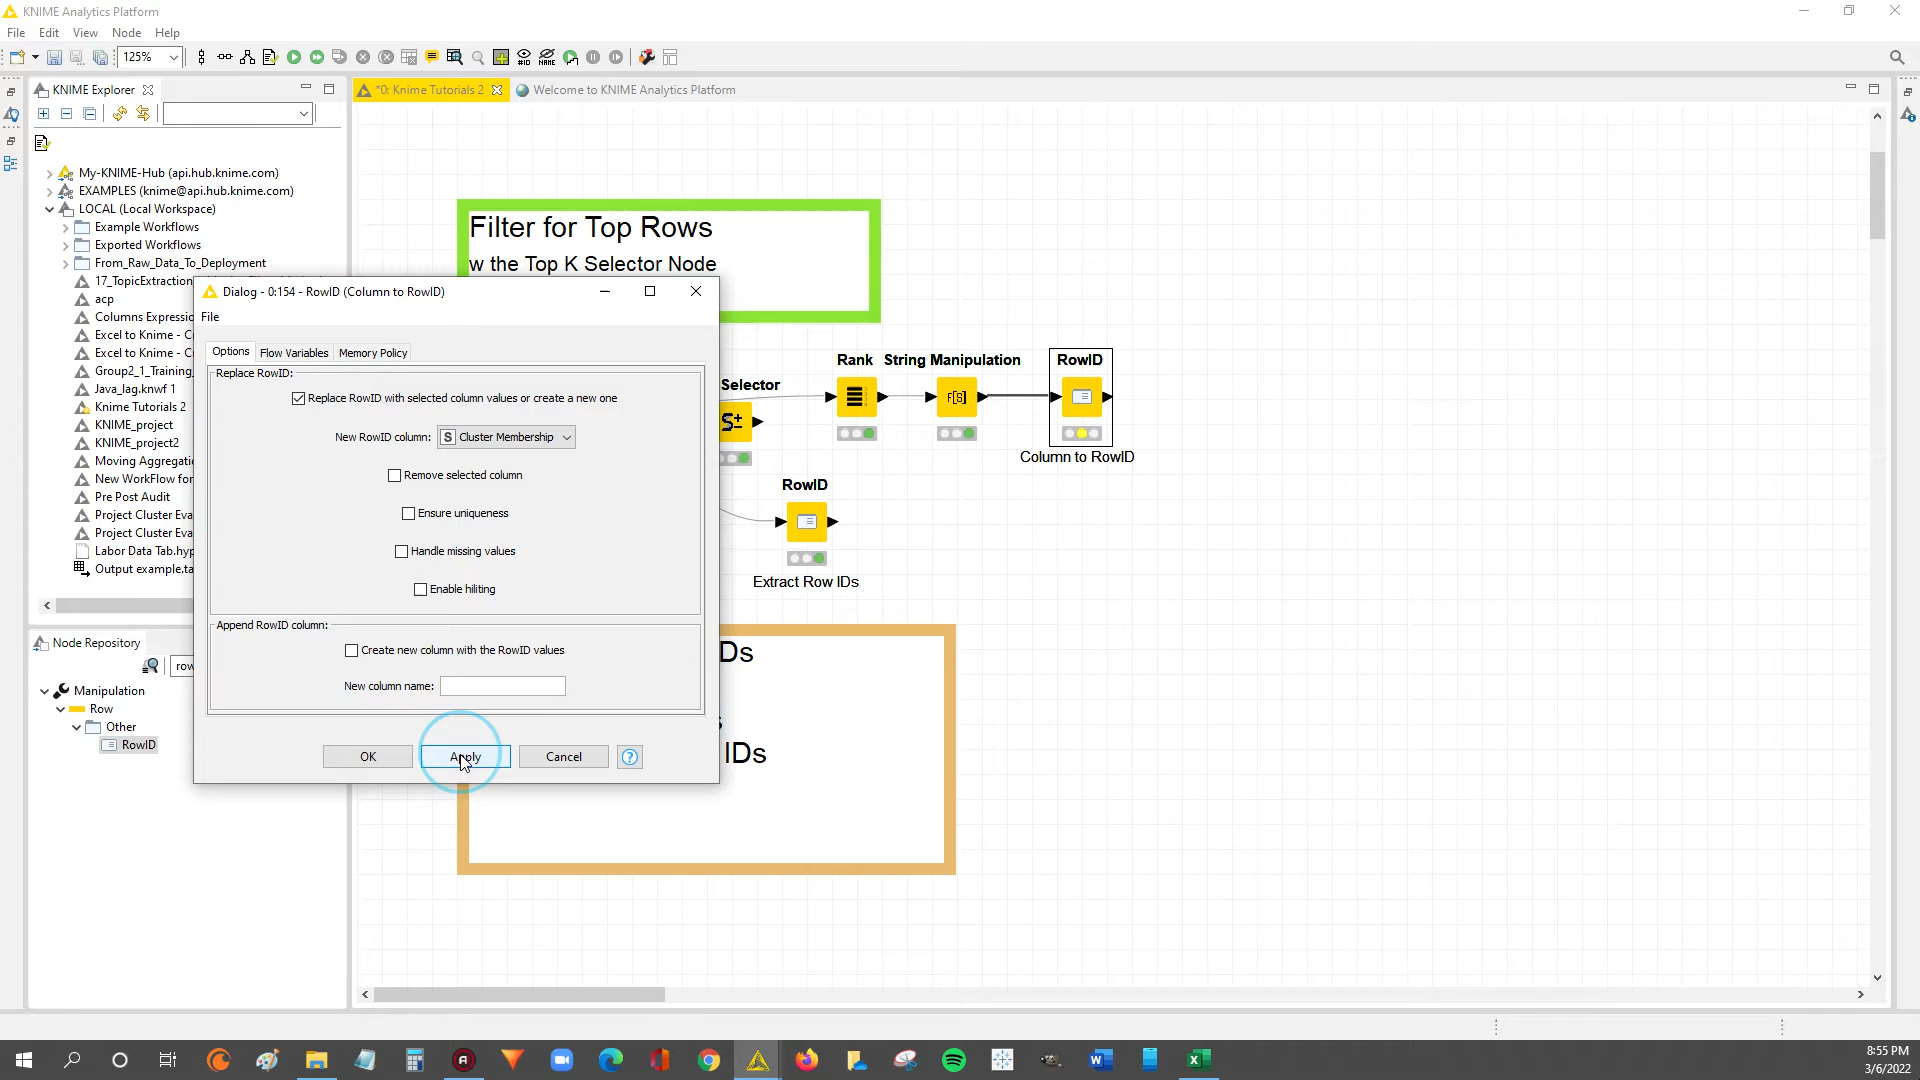 KNIME Analytics Platform
File Edit View Node Help
125%
KNIME Explorer
*0: Knime Tutorials 2
Welcome to KNIME Analytics Platform
My-KNIME-Hub (api.hub.knime.com)
EXAMPLES (knime@api.hub.knime.com)
LOCAL (Local Workspace)
Example Workflows
Exported Workflows
From_Raw_Data_To_Deployment
17_TopicExtraction_
acp
Columns Expressio
Excel to Knime - C
Excel to Knime - C
Group2_1_Training_
Java_lag.knwf 1
Knime Tutorials 2
KNIME_project
KNIME_project2
Moving Aggregatio
New WorkFlow for
Pre Post Audit
Project Cluster Eva
Project Cluster Eva
Labor Data Tab.hyp
Output example.ta
Node Repository
row
Manipulation
Row
Other
RowID
Filter for Top Rows
w the Top K Selector Node
Dialog - 0:154 - RowID (Column to RowID)
File
Options Flow Variables Memory Policy
Replace RowID:
Replace RowID with selected column values or create a new one
New RowID column: S Cluster Membership
Remove selected column
Ensure uniqueness
Handle missing values
Enable hiliting
Append RowID column:
Create new column with the RowID values
New column name:
OK Apply Cancel ?
Selector
Rank
String Manipulation
RowID
Column to RowID
RowID
Extract Row IDs
Ds
s
IDs
8:55 PM
3/6/2022